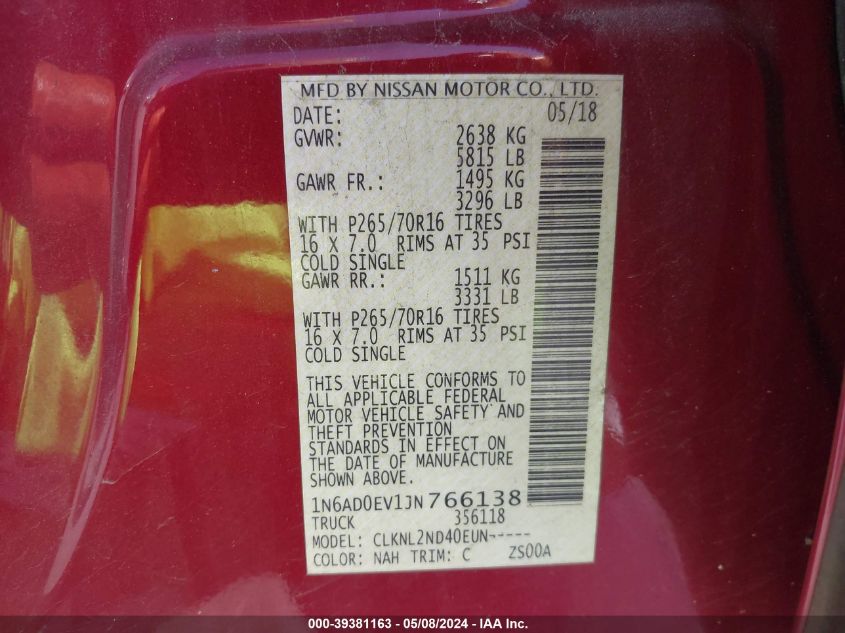 MFD BY NISSAN MOTOR CO., LTD.
DATE: 05/18
GVWR: 2638 KG
5815 LB
GAWR FR.: 1495 KG
3296 LB
WITH P265/70R16 TIRES
16 X 7.0 RIMS AT 35 PSI
COLD SINGLE
GAWR RR.: 1511 KG
3331 LB
WITH P265/70R16 TIRES
16 X 7.0 RIMS AT 35 PSI
COLD SINGLE
THIS VEHICLE CONFORMS TO
ALL APPLICABLE FEDERAL
MOTOR VEHICLE SAFETY AND
THEFT PREVENTION
STANDARDS IN EFFECT ON
THE DATE OF MANUFACTURE
SHOWN ABOVE.
1N6AD0EV1JN766138
TRUCK 356118
MODEL: CLKNL2ND40EUN-----
COLOR: NAH TRIM: C ZS00A
000-39381163 - 05/08/2024 - IAA Inc.